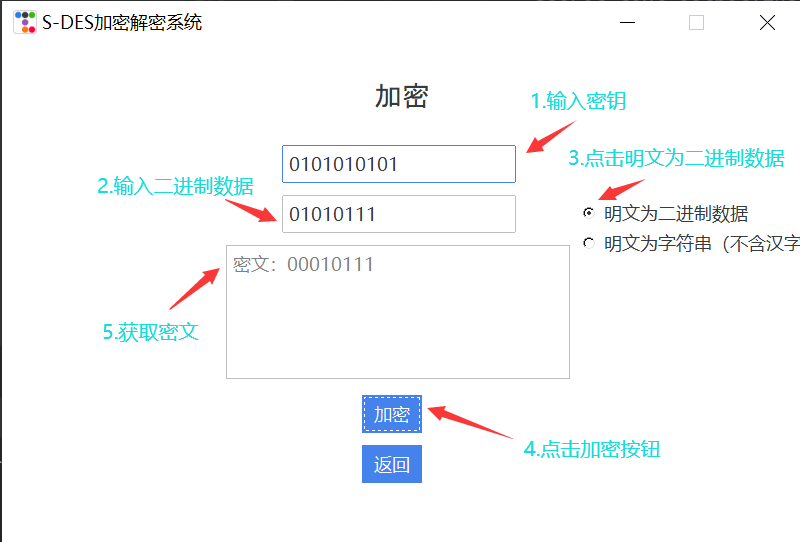 S-DES加密解密系统
加密
1.输入密钥
0101010101
3.点击明文为二进制数据
2.输入二进制数据
01010111
明文为二进制数据
明文为字符串（不含汉字
密文：00010111
5.获取密文
加密
4.点击加密按钮
返回